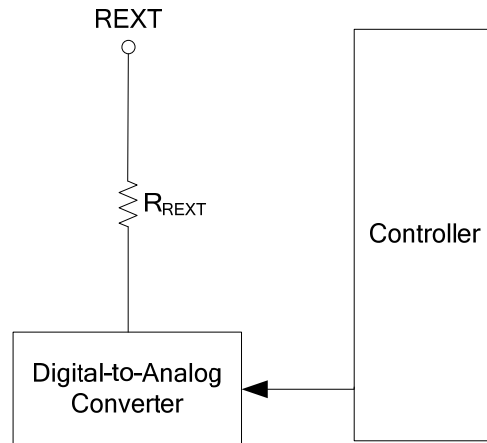 REXT
RREXT
Controller
Digital-to-Analog
Converter